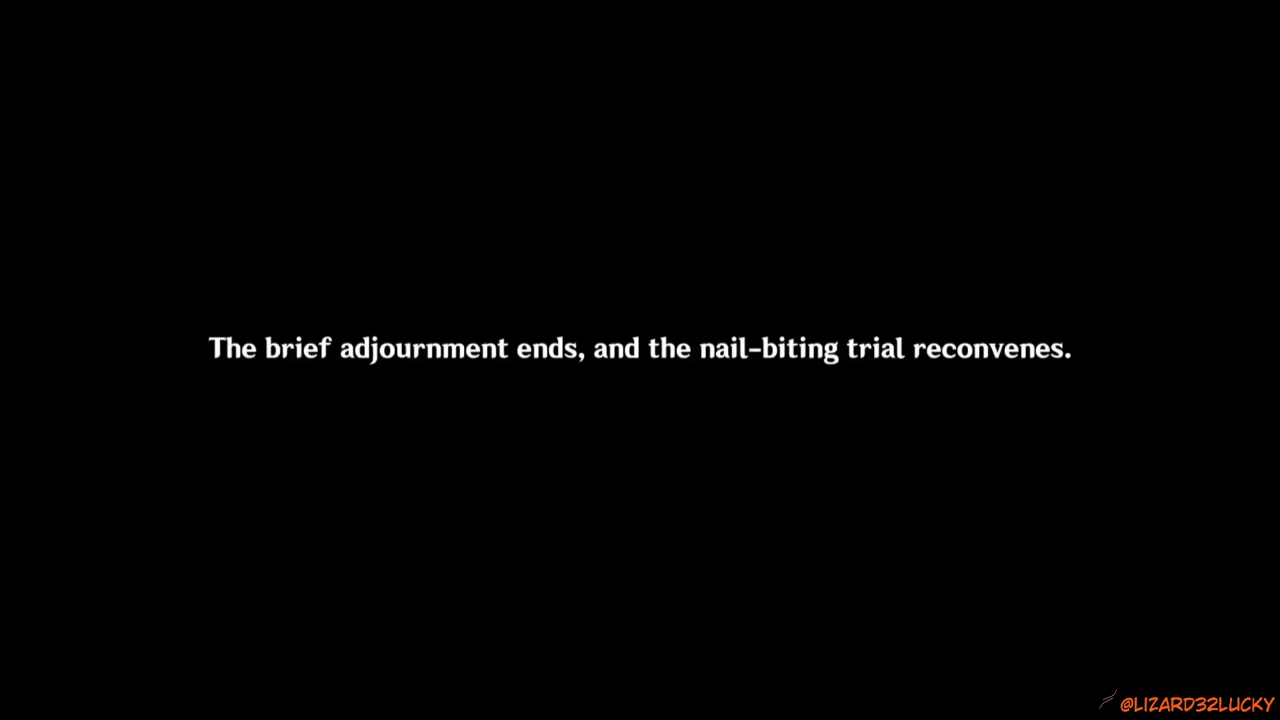 The brief adjournment ends, and the nail-biting trial reconvenes.
@LIZARD32LUCKY